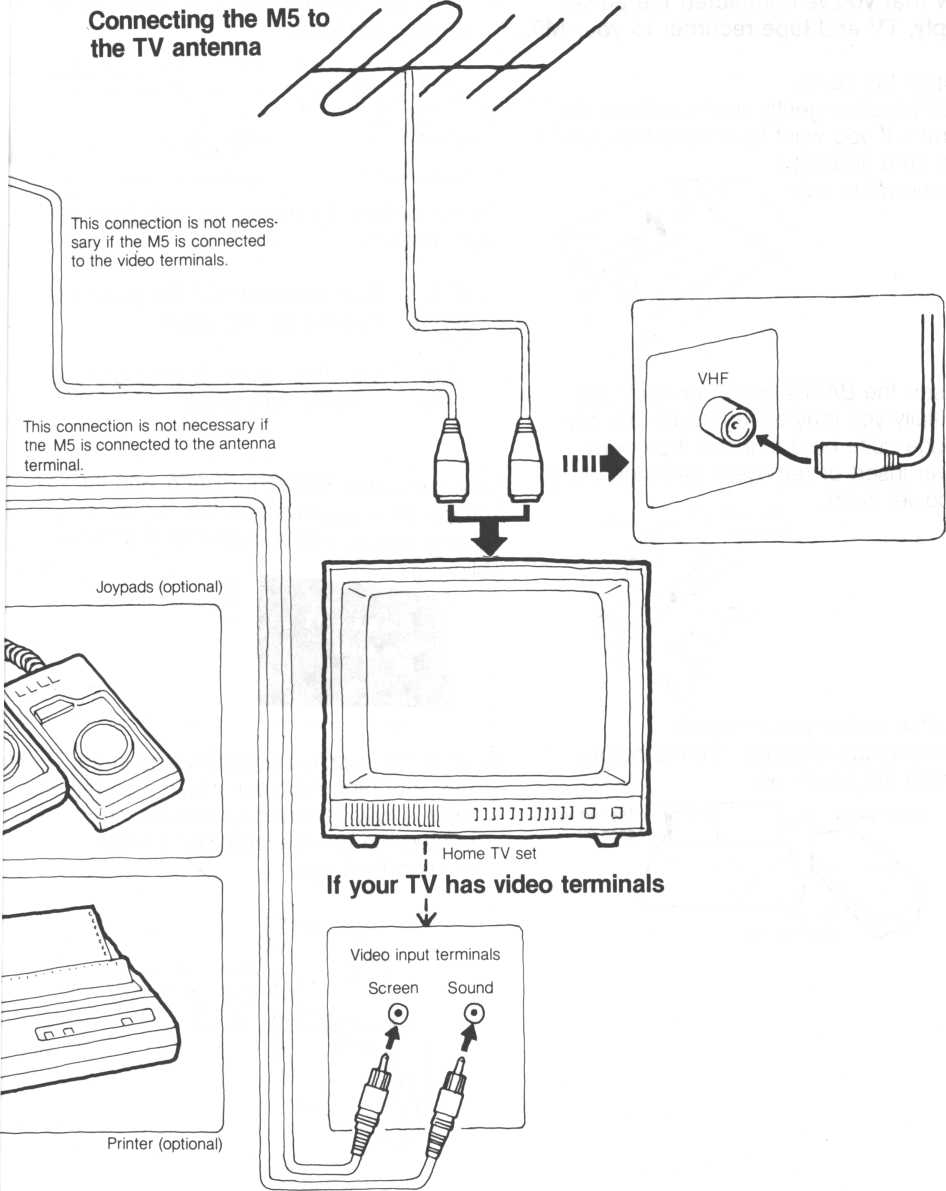 Connecting the M5 to
the TV antenna
This connection is not neces-
sary if the M5 is connected
to the video terminals.
VHF
This connection is not necessary if
tne M5 is connected to the antenna
terminal.
Joypads (optional)
Home TV set
If your TV has video terminals
Video input terminals
Screen Sound
Printer (optional)